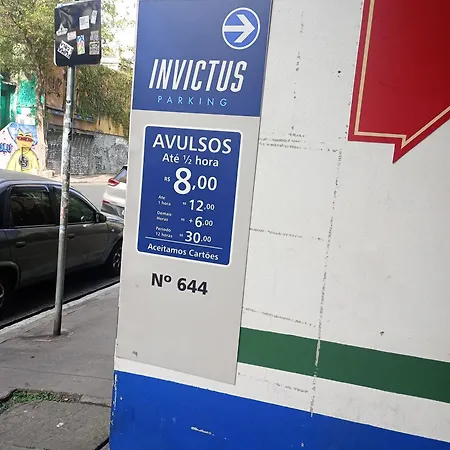 INVICTUS
PARKING
AVULSOS
Até ½ hora
R$ 8,00
Até 1 hora R$ 12,00
Demais Horas R$ + 6,00
Período 12 horas R$ 30,00
Aceitamos Cartões
Nº 644